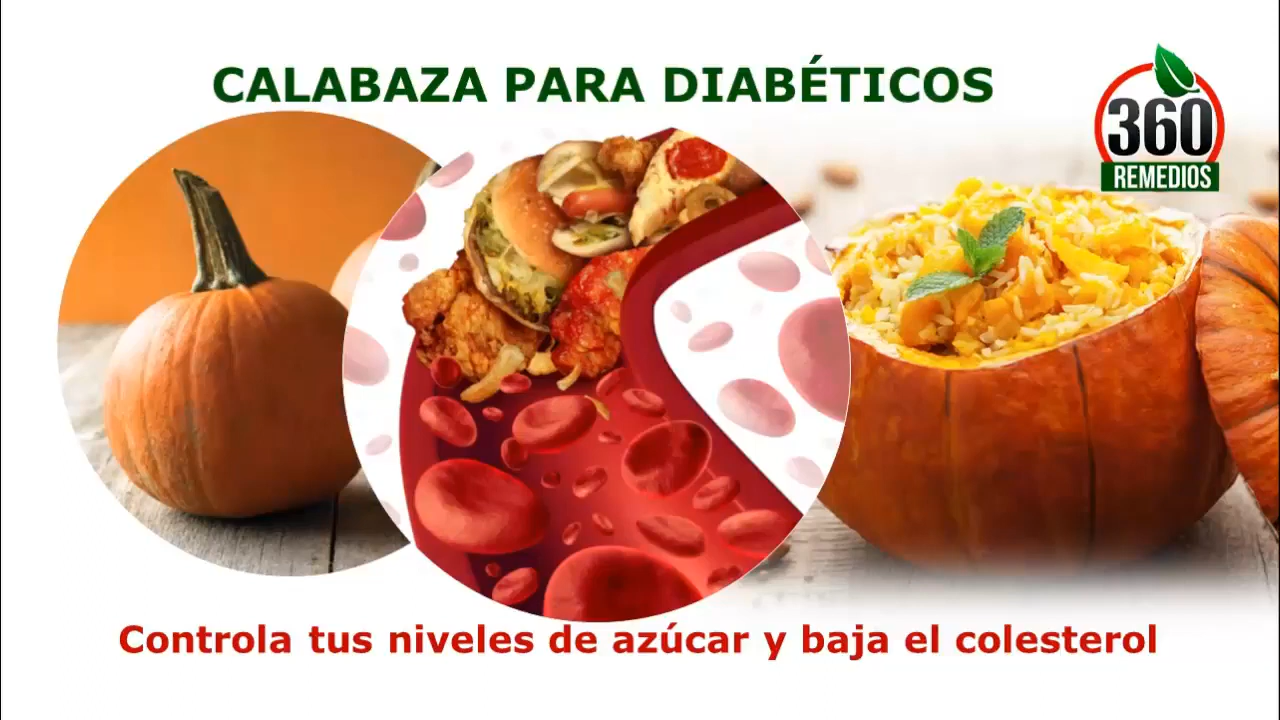 CALABAZA PARA DIABÉTICOS
360
REMEDIOS
Controla tus niveles de azúcar y baja el colesterol